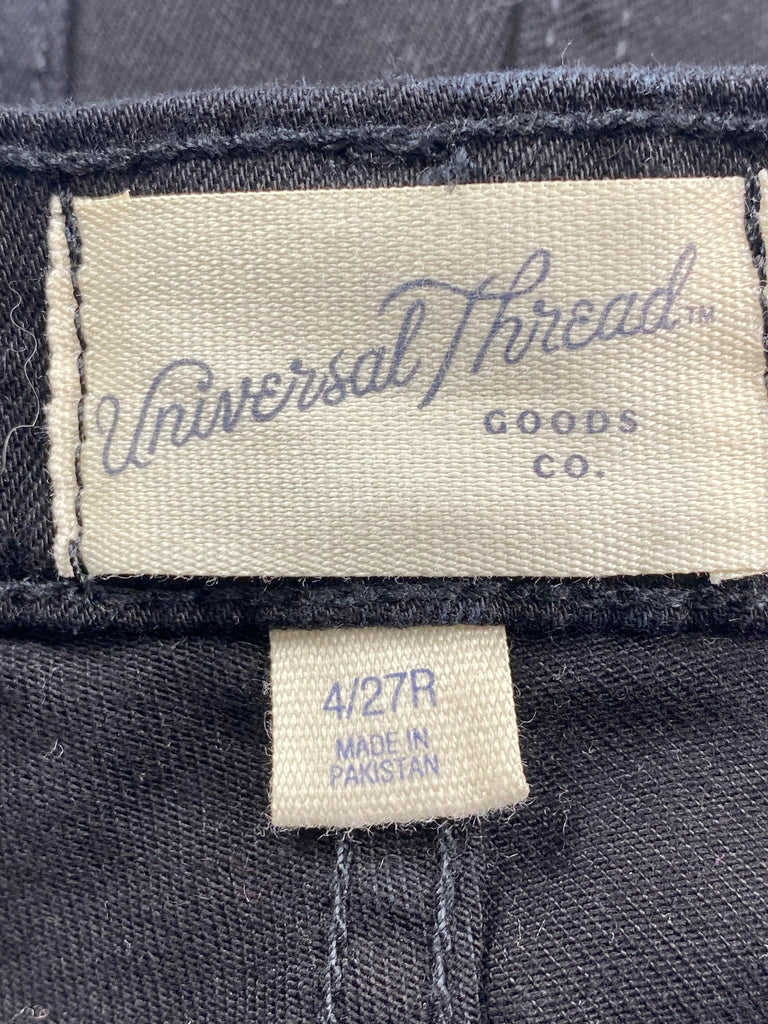 Universal Thread™
GOODS
CO.
4/27R
MADE IN
PAKISTAN